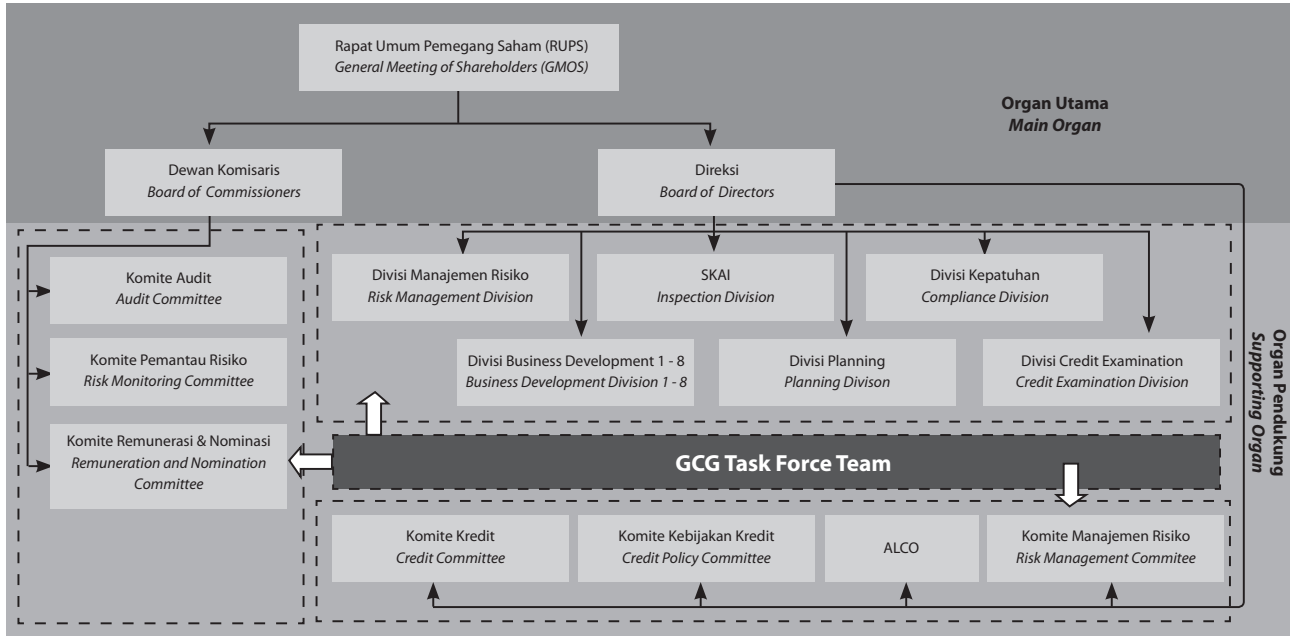 Rapat Umum Pemegang Saham (RUPS)
General Meeting of Shareholders (GMOS)
Organ Utama
Main Organ
Dewan Komisaris
Board of Commissioners
Direksi
Board of Directors
Komite Audit
Audit Committee
Komite Pemantau Risiko
Risk Monitoring Committee
Komite Remunerasi & Nominasi
Remuneration and Nomination
Committee
Divisi Manajemen Risiko
Risk Management Division
SKAI
Inspection Division
Divisi Kepatuhan
Compliance Division
Divisi Business Development 1 - 8
Business Development Division 1 - 8
Divisi Planning
Planning Divison
Divisi Credit Examination
Credit Examination Division
Organ Pendukung
Supporting Organ
GCG Task Force Team
Komite Kredit
Credit Committee
Komite Kebijakan Kredit
Credit Policy Committee
ALCO
Komite Manajemen Risiko
Risk Management Commitee